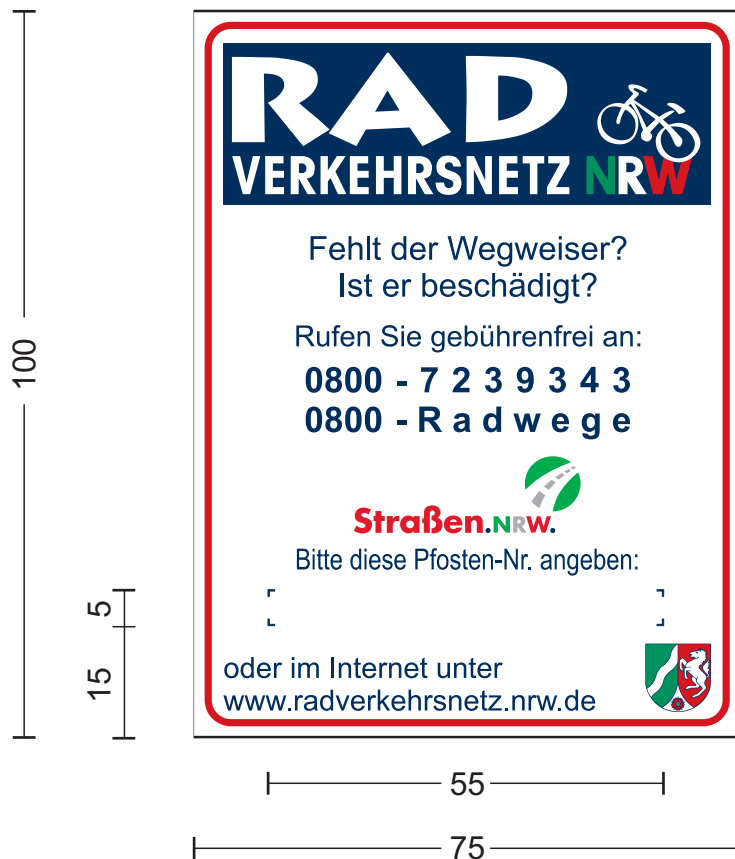 RAD
VERKEHRSNETZ NRW
Fehlt der Wegweiser?
Ist er beschädigt?
Rufen Sie gebührenfrei an:
0800 - 7 2 3 9 3 4 3
0800 - R a d w e g e
Straßen.NRW.
Bitte diese Pfosten-Nr. angeben:
oder im Internet unter
www.radverkehrsnetz.nrw.de
100
5
15
55
75